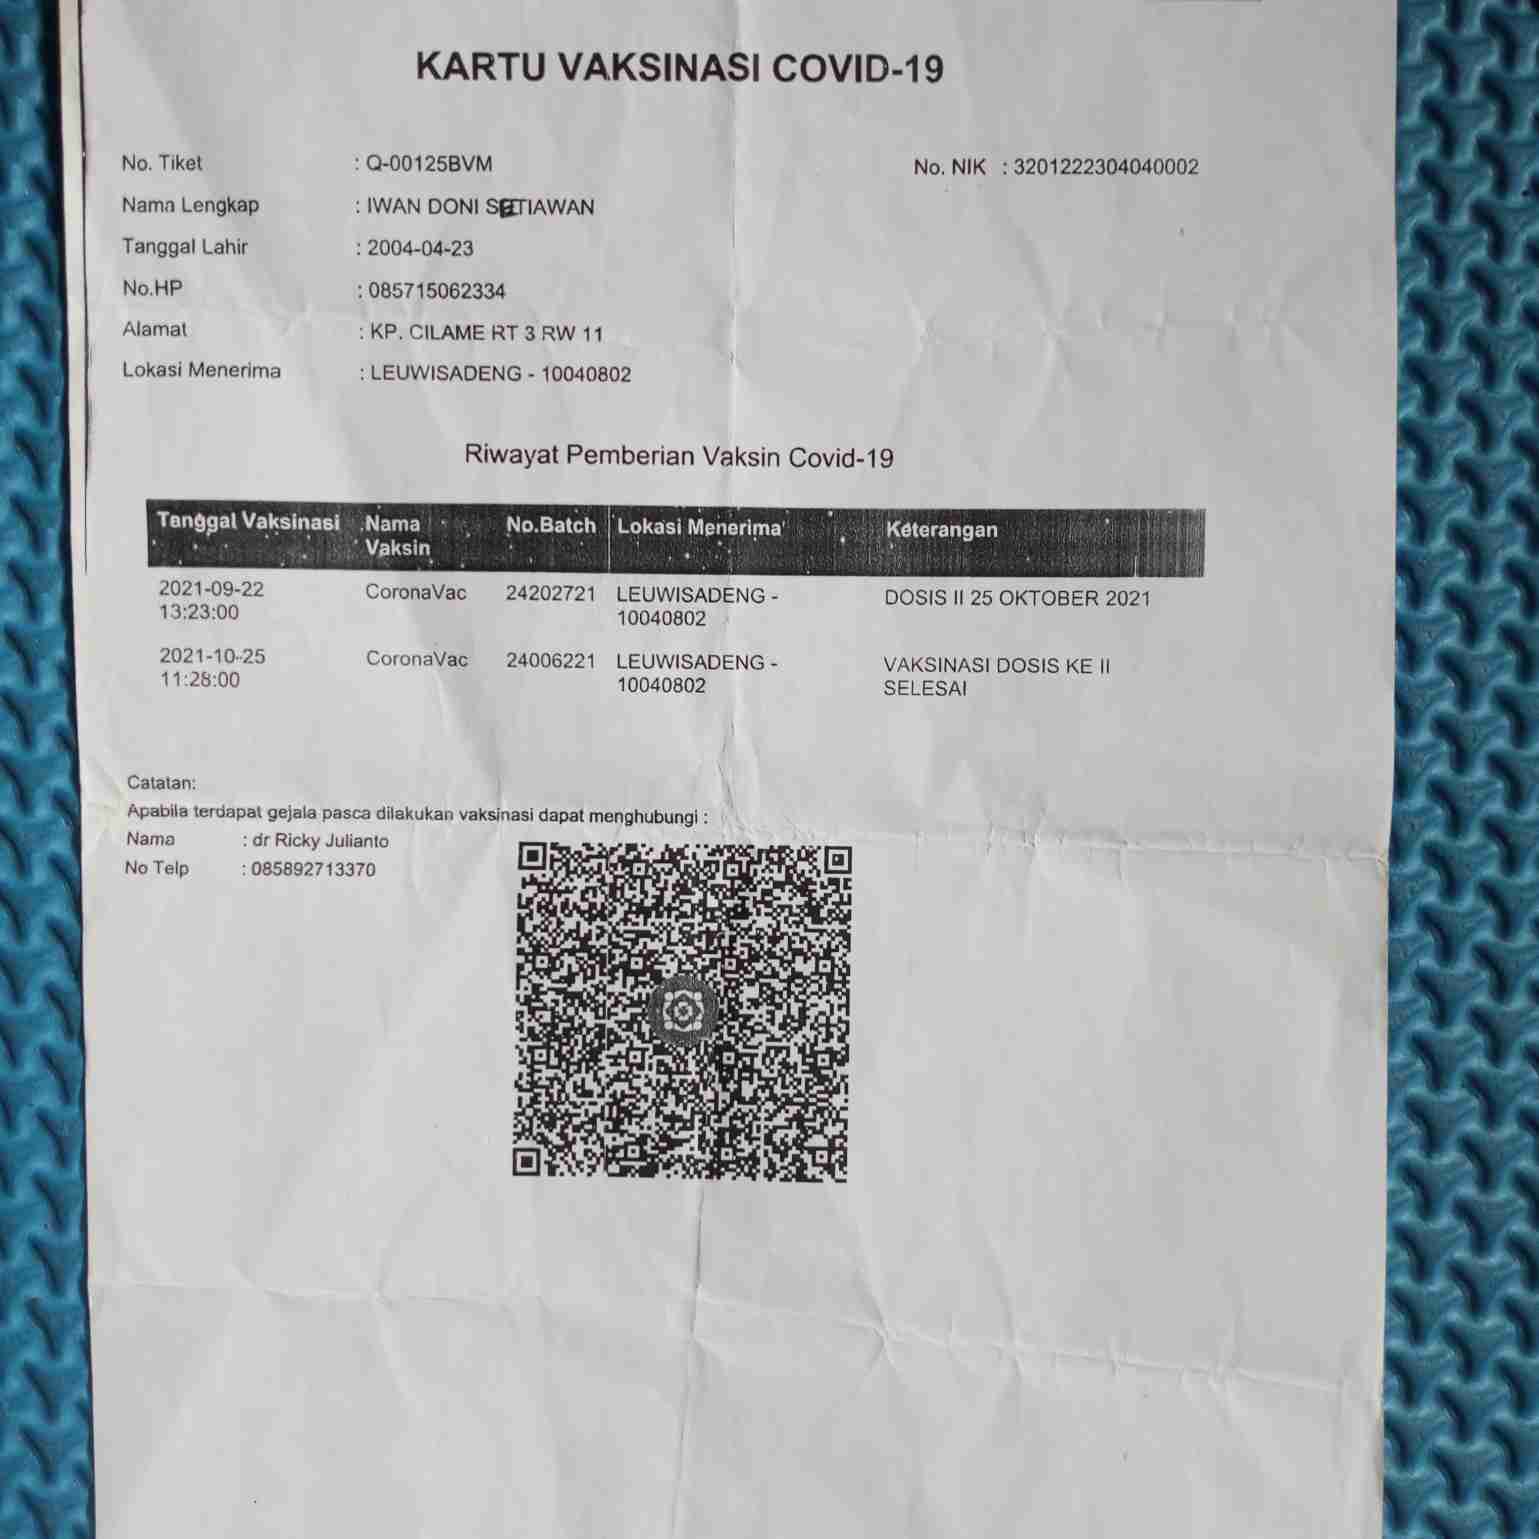 KARTU VAKSINASI COVID-19
No. Tiket : Q-00125BVM No. NIK : 3201222304040002
Nama Lengkap : IWAN DONI SETIAWAN
Tanggal Lahir : 2004-04-23
No.HP : 085715062334
Alamat : KP. CILAME RT 3 RW 11
Lokasi Menerima : LEUWISADENG - 10040802
Riwayat Pemberian Vaksin Covid-19
Tanggal Vaksinasi Nama Vaksin No.Batch Lokasi Menerima Keterangan
2021-09-22 CoronaVac 24202721 LEUWISADENG - DOSIS II 25 OKTOBER 2021
13:23:00 10040802
2021-10-25 CoronaVac 24006221 LEUWISADENG - VAKSINASI DOSIS KE II
11:28:00 10040802 SELESAI
Catatan:
Apabila terdapat gejala pasca dilakukan vaksinasi dapat menghubungi :
Nama : dr Ricky Julianto
No Telp : 085892713370